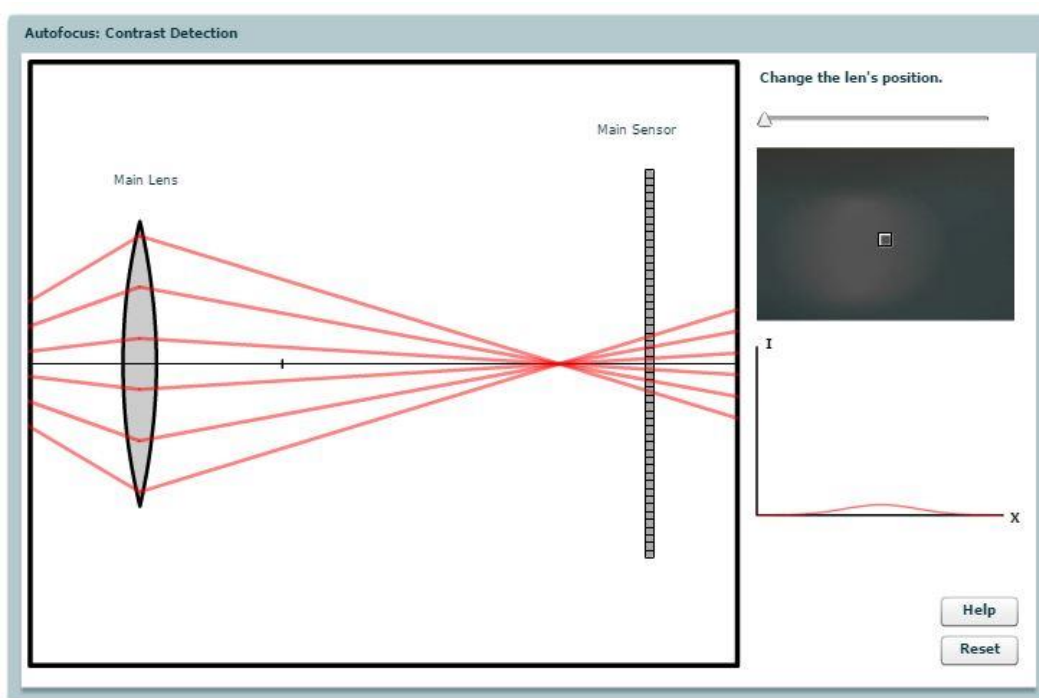 Autofocus: Contrast Detection
Change the len's position.
Main Sensor
Main Lens
I
X
Help
Reset